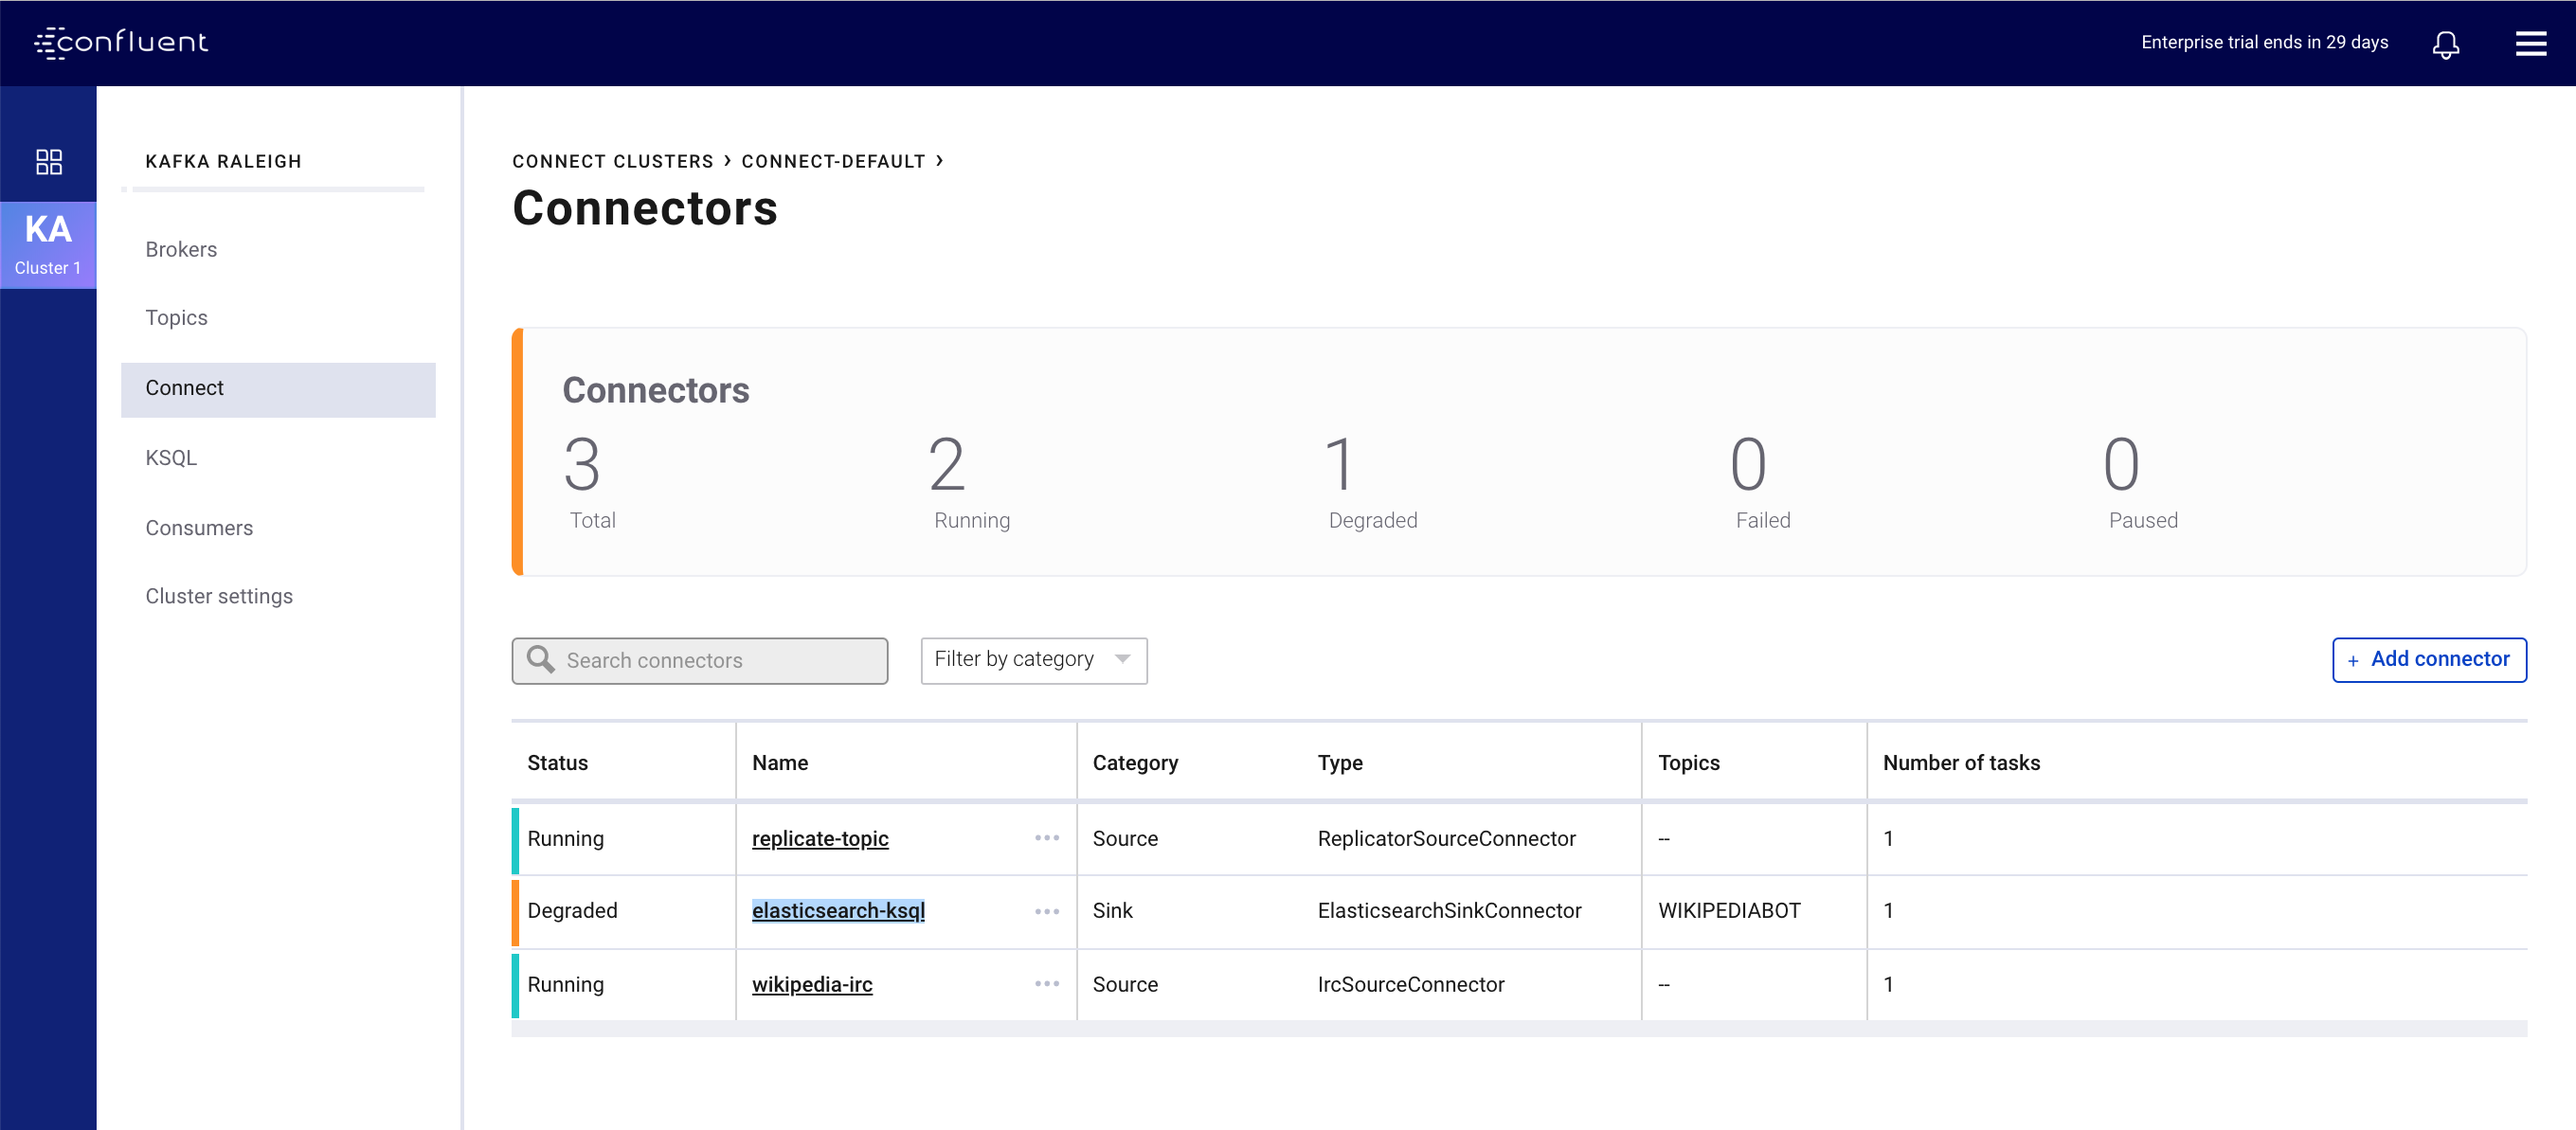 confluent
Enterprise trial ends in 29 days
KA
Cluster 1
KAFKA RALEIGH
Brokers
Topics
Connect
KSQL
Consumers
Cluster settings
CONNECT CLUSTERS › CONNECT-DEFAULT ›
Connectors
Connectors
3 2 1 0 0
Total Running Degraded Failed Paused
Search connectors Filter by category + Add connector
Status Name Category Type Topics Number of tasks
Running replicate-topic ••• Source ReplicatorSourceConnector -- 1
Degraded elasticsearch-ksql ••• Sink ElasticsearchSinkConnector WIKIPEDIABOT 1
Running wikipedia-irc ••• Source IrcSourceConnector -- 1